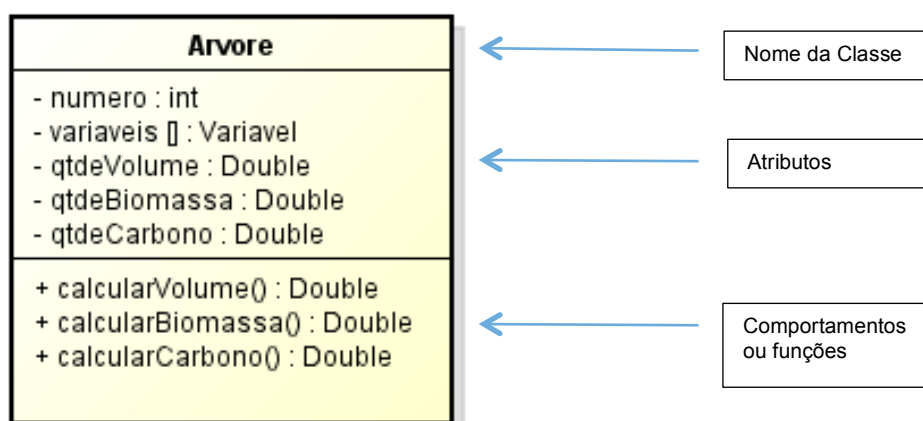 Arvore
- numero : int
- variaveis [] : Variavel
- qtdeVolume : Double
- qtdeBiomassa : Double
- qtdeCarbono : Double
+ calcularVolume() : Double
+ calcularBiomassa() : Double
+ calcularCarbono() : Double
Nome da Classe
Atributos
Comportamentos
ou funções